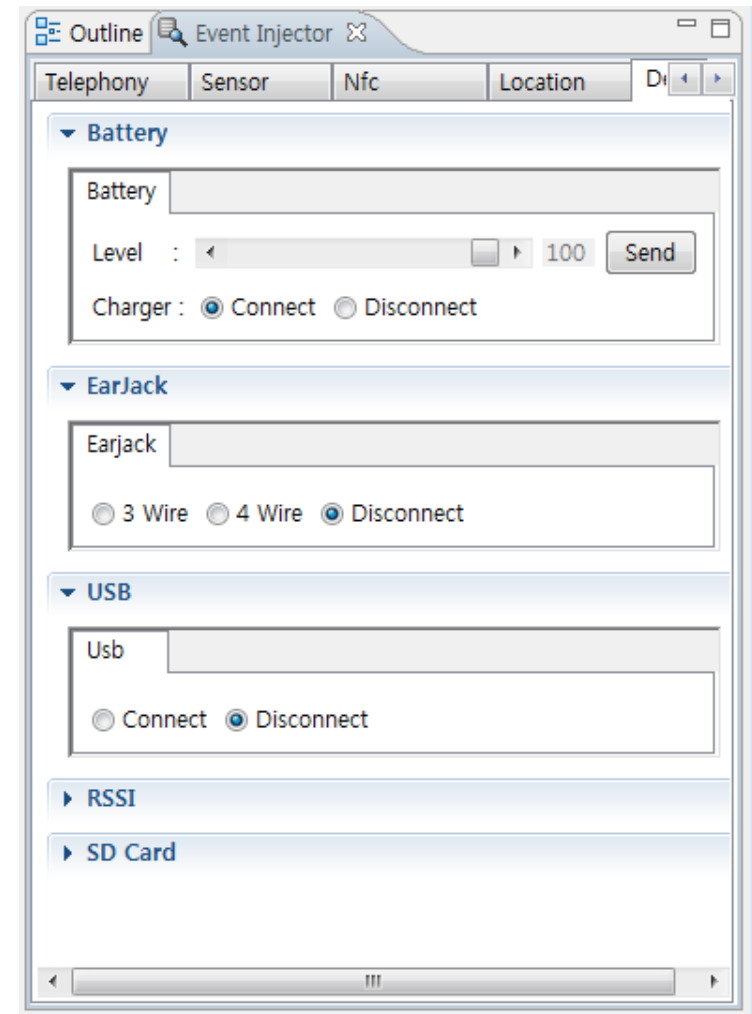 Outline Event Injector
Telephony Sensor Nfc Location
Battery
Battery
Level : 100 Send
Charger : Connect Disconnect
EarJack
Earjack
3 Wire 4 Wire Disconnect
USB
Usb
Connect Disconnect
RSSI
SD Card